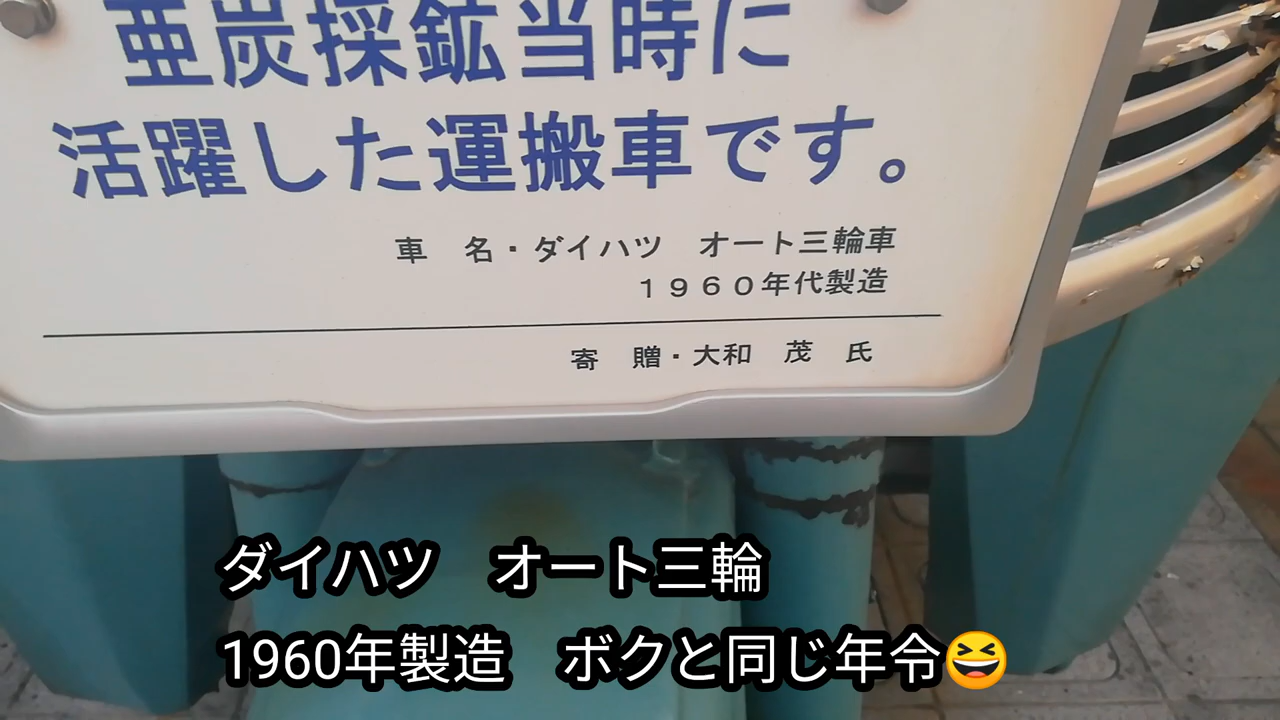 亜炭採鉱当時に
活躍した運搬車です。
車　名・ダイハツ　オート三輪車
１９６０年代製造
寄　贈・大和　茂　氏
ダイハツ　オート三輪
1960年製造　ボクと同じ年令😆